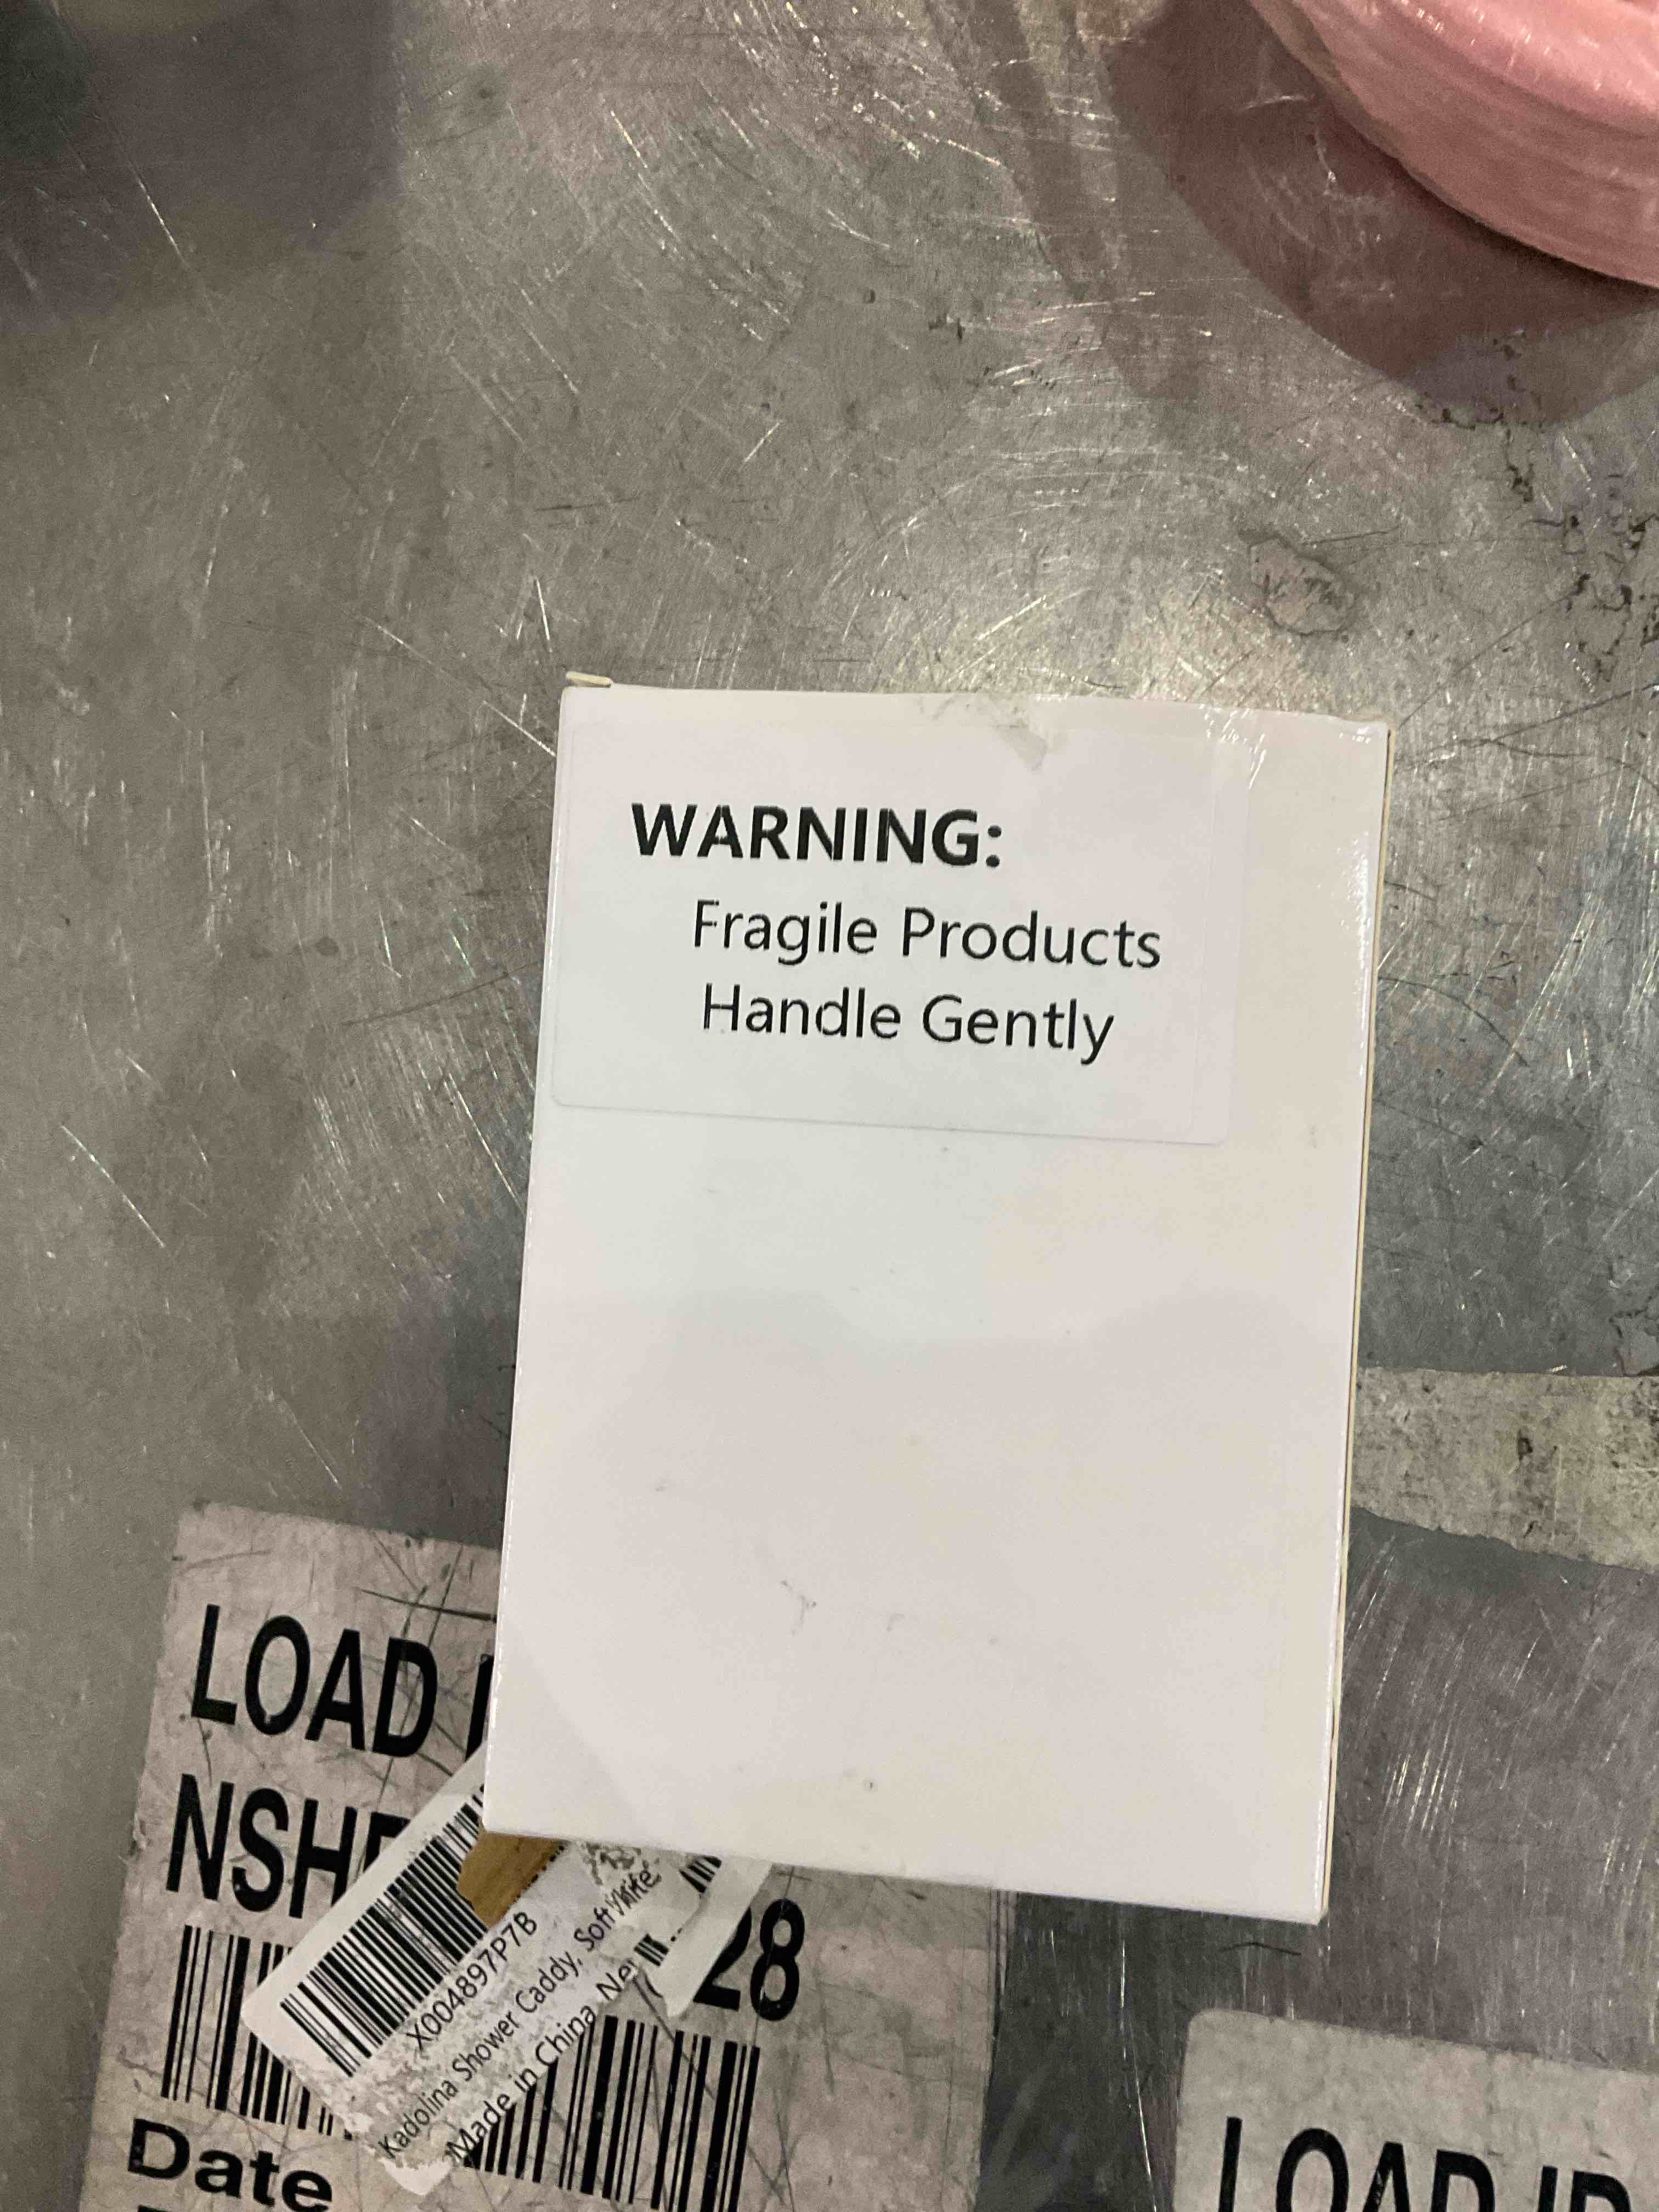 WARNING:
Fragile Products
Handle Gently
LOAD
28
X004897P7B
Kadolina Shower Caddy, Soft White
Made in China
Date
LOAD ID